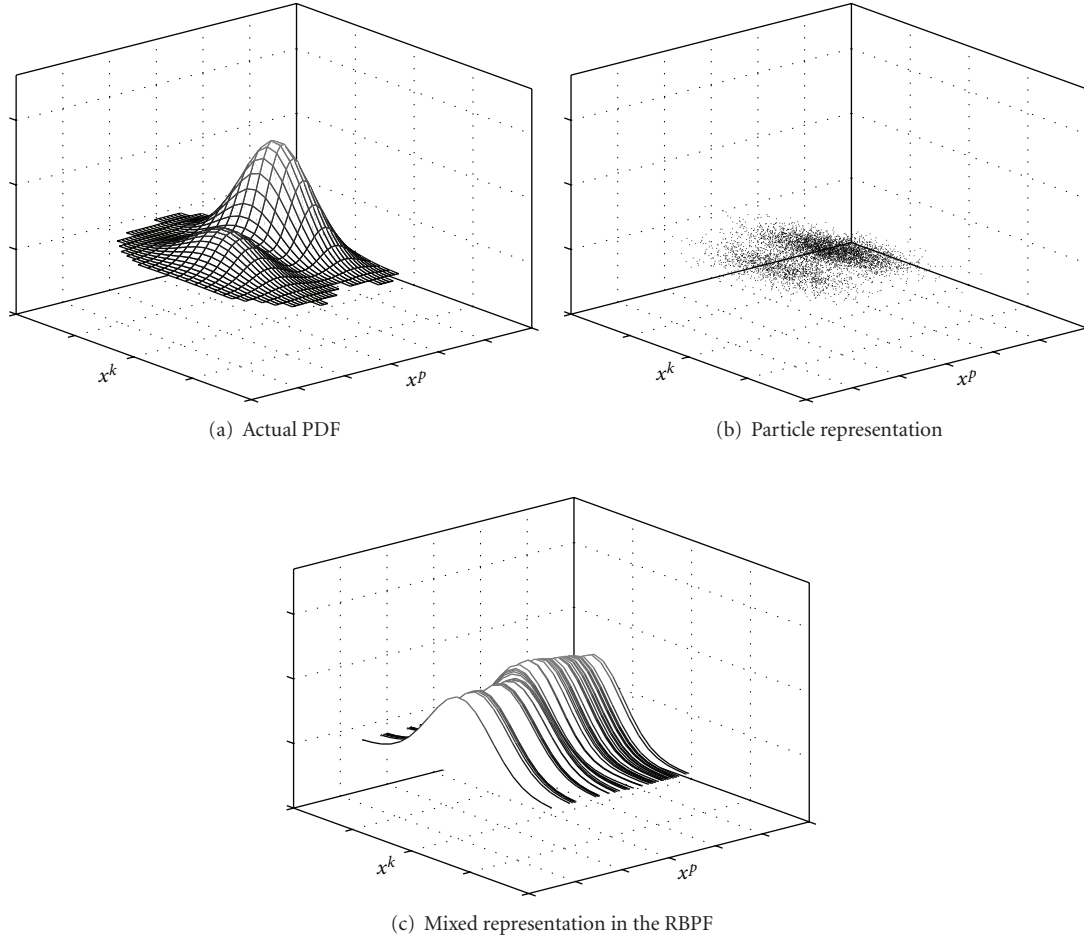 x^k
x^p
(a) Actual PDF
x^k
x^p
(b) Particle representation
x^k
x^p
(c) Mixed representation in the RBPF